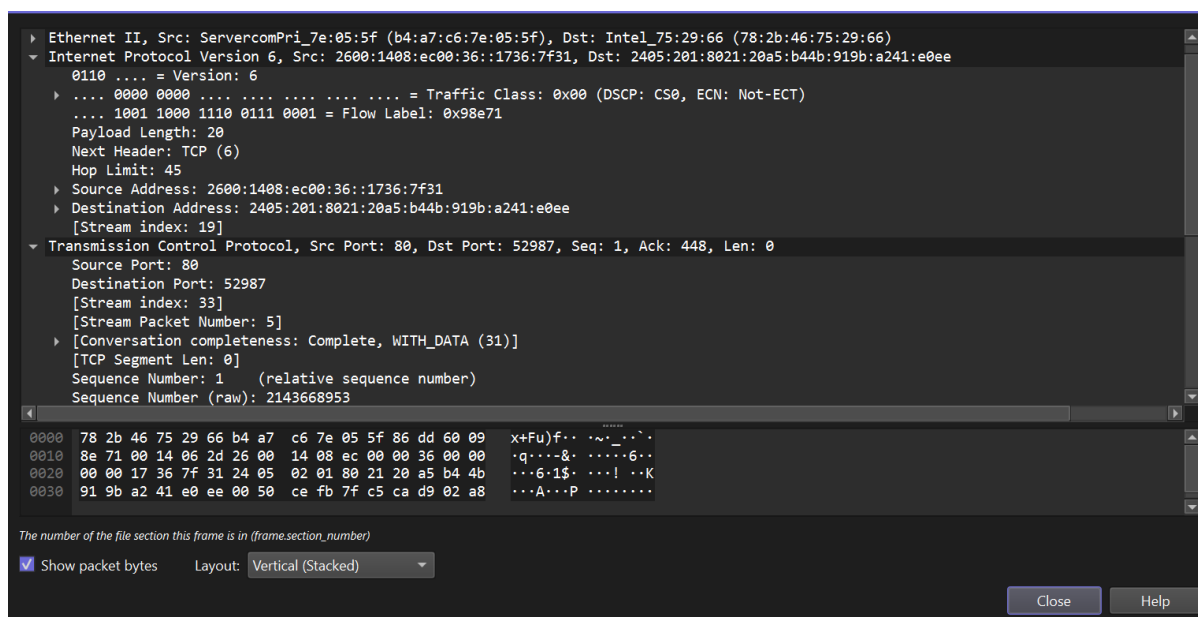 Ethernet II, Src: ServercomPri_7e:05:5f (b4:a7:c6:7e:05:5f), Dst: Intel_75:29:66 (78:2b:46:75:29:66)
Internet Protocol Version 6, Src: 2600:1408:ec00:36::1736:7f31, Dst: 2405:201:8021:20a5:b44b:919b:a241:e0ee
0110 .... = Version: 6
.... 0000 0000 .... .... .... .... .... = Traffic Class: 0x00 (DSCP: CS0, ECN: Not-ECT)
.... 1001 1000 1110 0111 0001 = Flow Label: 0x98e71
Payload Length: 20
Next Header: TCP (6)
Hop Limit: 45
Source Address: 2600:1408:ec00:36::1736:7f31
Destination Address: 2405:201:8021:20a5:b44b:919b:a241:e0ee
[Stream index: 19]
Transmission Control Protocol, Src Port: 80, Dst Port: 52987, Seq: 1, Ack: 448, Len: 0
Source Port: 80
Destination Port: 52987
[Stream index: 33]
[Stream Packet Number: 5]
[Conversation completeness: Complete, WITH_DATA (31)]
[TCP Segment Len: 0]
Sequence Number: 1    (relative sequence number)
Sequence Number (raw): 2143668953
0000  78 2b 46 75 29 66 b4 a7  c6 7e 05 5f 86 dd 60 09   x+Fu)f·· ·~·_··`·
0010  8e 71 00 14 06 2d 26 00  14 08 ec 00 00 36 00 00   ·q···-&· ·····6··
0020  00 00 17 36 7f 31 24 05  02 01 80 21 20 a5 b4 4b   ···6·1$· ···! ··K
0030  91 9b a2 41 e0 ee 00 50  ce fb 7f c5 ca d9 02 a8   ···A···P ········
The number of the file section this frame is in (frame.section_number)
Show packet bytes
Layout: Vertical (Stacked)
Close Help